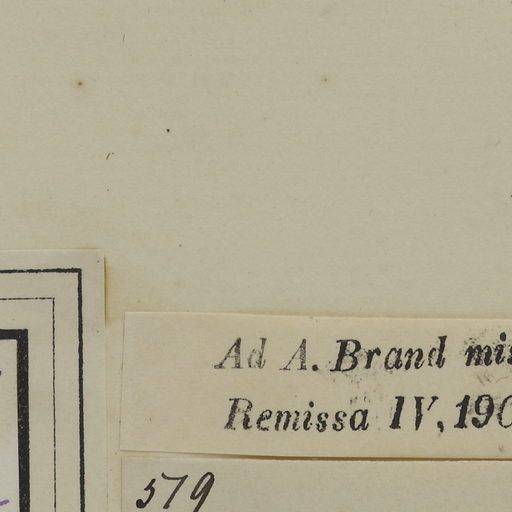 Ad A. Brand mis
Remissa IV, 190
579